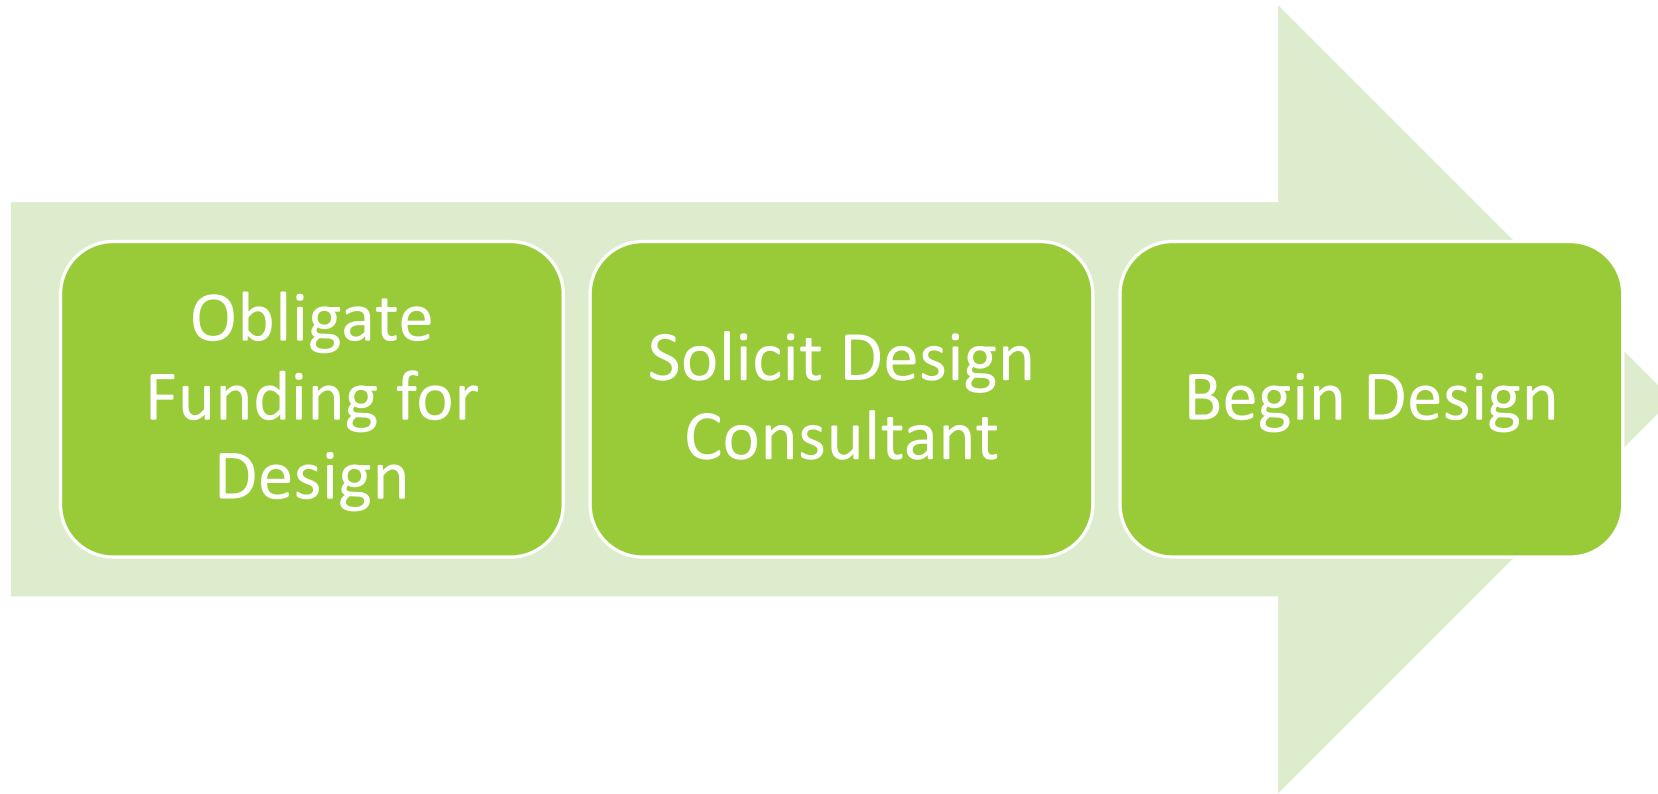 Obligate
Funding for
Design
Solicit Design
Consultant
Begin Design